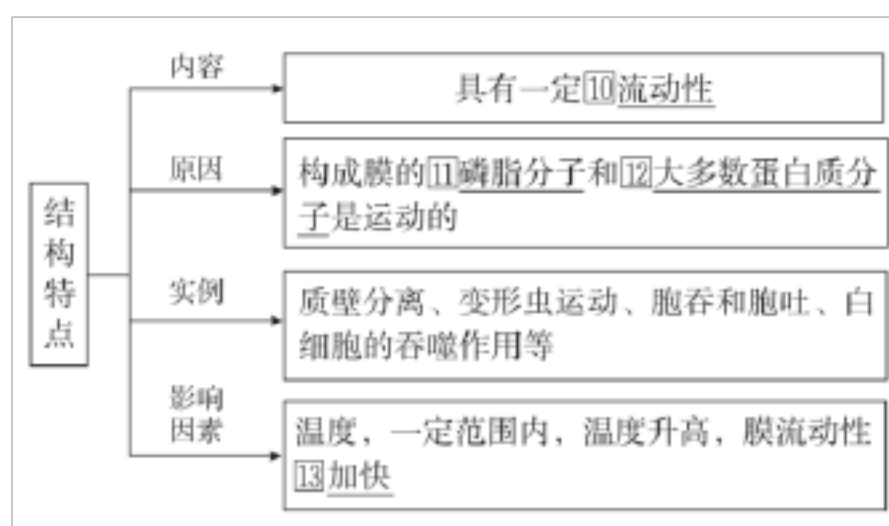 内容
具有一定10流动性
原因
构成膜的11磷脂分子和12大多数蛋白质分
子是运动的
结构特点
实例
质壁分离、变形虫运动、胞吞和胞吐、白
细胞的吞噬作用等
影响
因素
温度，一定范围内，温度升高，膜流动性
13加快